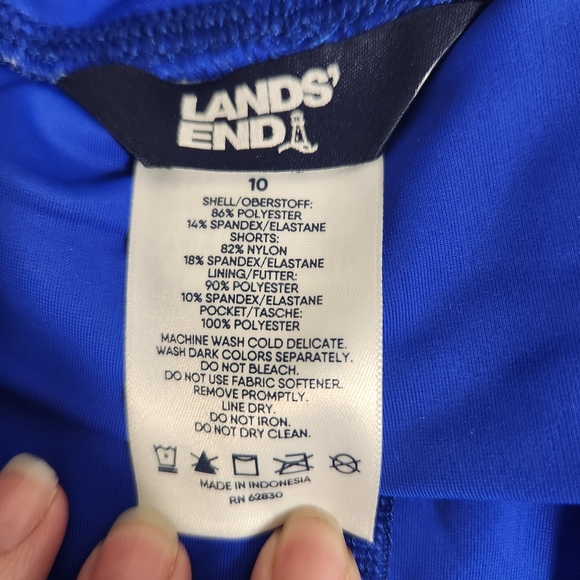 LANDS'
END
10
SHELL/OBERSTOFF:
86% POLYESTER
14% SPANDEX/ELASTANE
SHORTS:
82% NYLON
18% SPANDEX/ELASTANE
LINING/FUTTER:
90% POLYESTER
10% SPANDEX/ELASTANE
POCKET/TASCHE:
100% POLYESTER
MACHINE WASH COLD DELICATE.
WASH DARK COLORS SEPARATELY.
DO NOT BLEACH.
DO NOT USE FABRIC SOFTENER.
REMOVE PROMPTLY.
LINE DRY.
DO NOT IRON.
DO NOT DRY CLEAN.
MADE IN INDONESIA
RN 62830